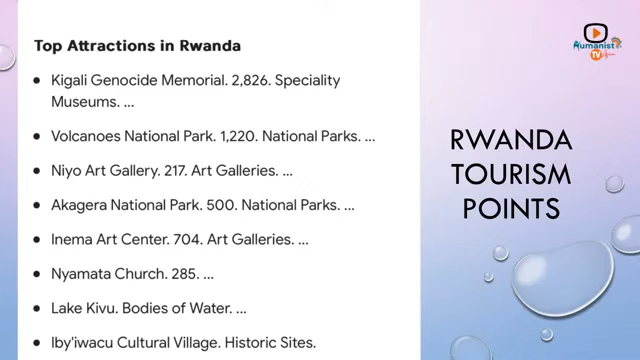 Top Attractions in Rwanda
Kigali Genocide Memorial. 2,826. Speciality
Museums. ...
Volcanoes National Park. 1,220. National Parks. ...
Niyo Art Gallery. 217. Art Galleries. ...
Akagera National Park. 500. National Parks. ...
Inema Art Center. 704. Art Galleries. ...
Nyamata Church. 285. ...
Lake Kivu. Bodies of Water. ...
Iby'iwacu Cultural Village. Historic Sites.
RWANDA
TOURISM
POINTS
Humanist
TV